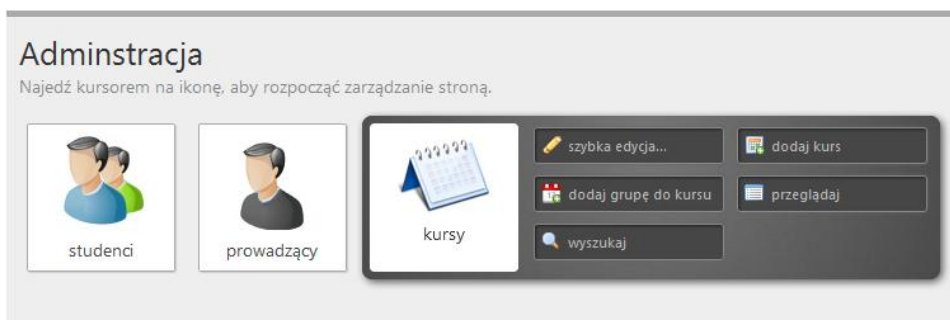 Adminstracja
Najedź kursorem na ikonę, aby rozpocząć zarządzanie stroną.
studenci
prowadzący
kursy
szybka edycja...
dodaj kurs
dodaj grupę do kursu
przeglądaj
wyszukaj